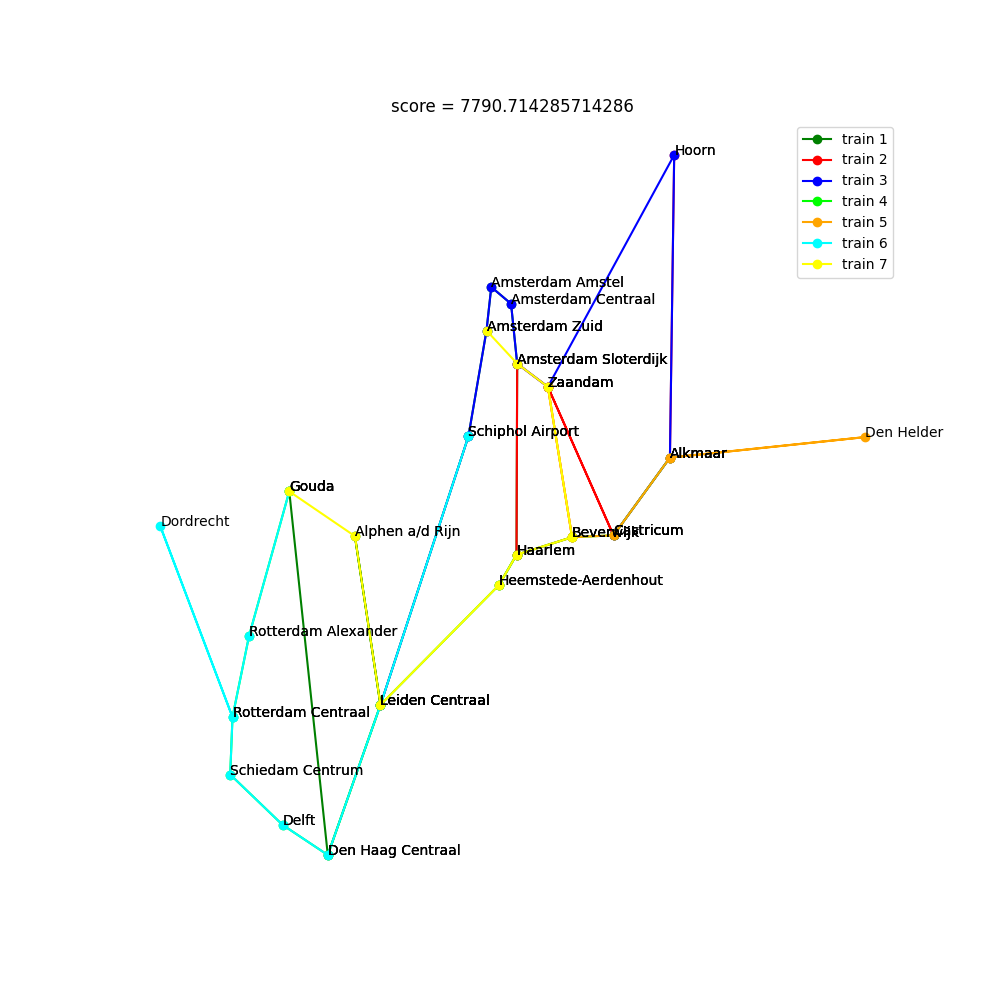 score = 7790.714285714286
train 1
train 2
train 3
train 4
train 5
train 6
train 7
Hoorn
Amsterdam Amstel
Amsterdam Centraal
Amsterdam Zuid
Amsterdam Sloterdijk
Zaandam
Schiphol Airport
Den Helder
Alkmaar
Gouda
Dordrecht
Alphen a/d Rijn
Beverwijk
Castricum
Haarlem
Heemstede-Aerdenhout
Rotterdam Alexander
Leiden Centraal
Rotterdam Centraal
Schiedam Centrum
Delft
Den Haag Centraal